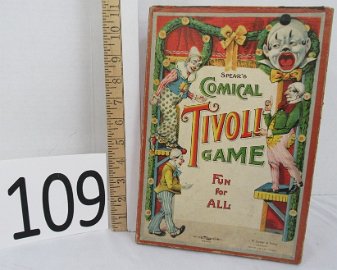 SPEAR'S
COMICAL
TIVOLI
GAME
FUN FOR
ALL
109